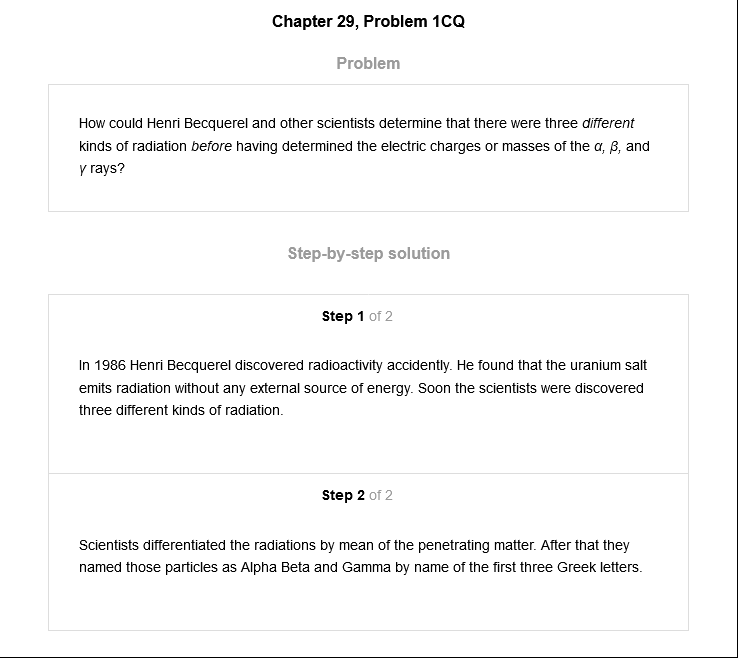 Chapter 29, Problem 1CQ
Problem
How could Henri Becquerel and other scientists determine that there were three different
kinds of radiation before having determined the electric charges or masses of the α, β, and
γ rays?
Step-by-step solution
Step 1 of 2
In 1986 Henri Becquerel discovered radioactivity accidently. He found that the uranium salt
emits radiation without any external source of energy. Soon the scientists were discovered
three different kinds of radiation.
Step 2 of 2
Scientists differentiated the radiations by mean of the penetrating matter. After that they
named those particles as Alpha Beta and Gamma by name of the first three Greek letters.